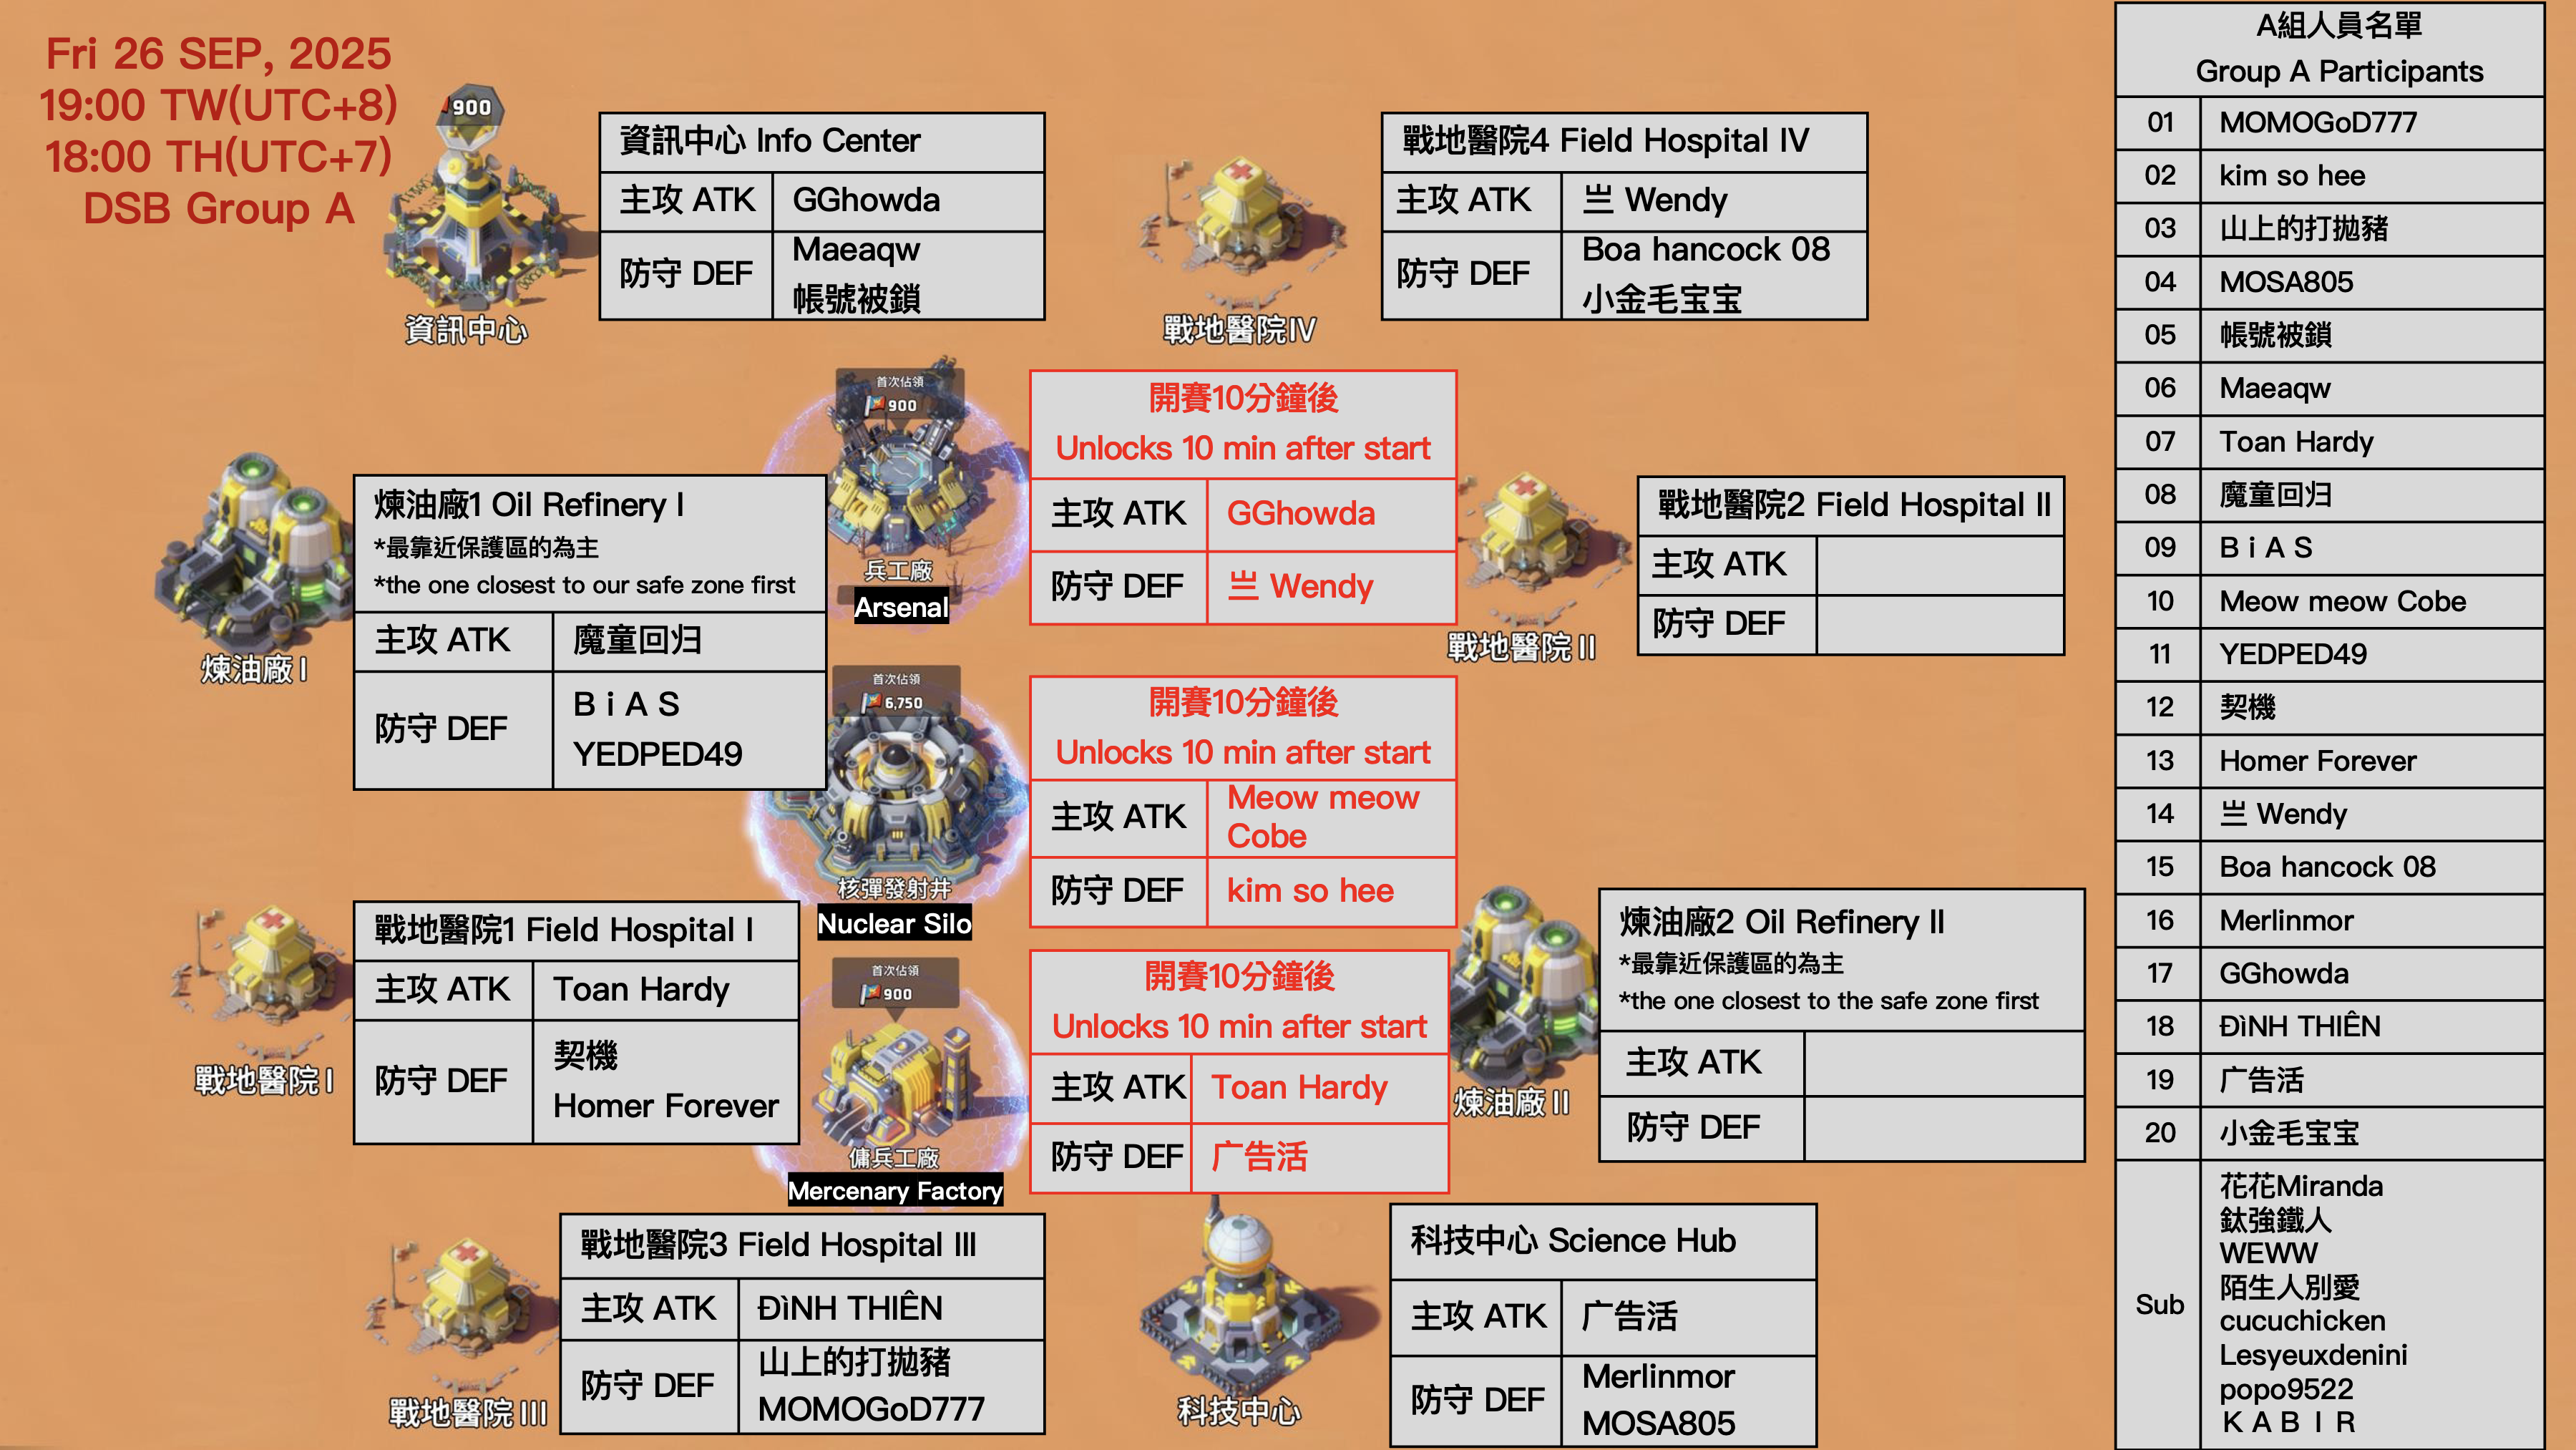 Fri 26 SEP, 2025
19:00 TW(UTC+8)
18:00 TH(UTC+7)
DSB Group A
900
資訊中心
資訊中心 Info Center
主攻 ATK GGhowda
防守 DEF Maeaqw
帳號被鎖
戰地醫院IV
戰地醫院4 Field Hospital IV
主攻 ATK 亗 Wendy
防守 DEF Boa hancock 08
小金毛宝宝
首次佔領
900
兵工廠
Arsenal
開賽10分鐘後
Unlocks 10 min after start
主攻 ATK GGhowda
防守 DEF 亗 Wendy
煉油廠I
煉油廠1 Oil Refinery I
*最靠近保護區的為主
*the one closest to our safe zone first
主攻 ATK 魔童回归
防守 DEF B i A S
YEDPED49
戰地醫院II
戰地醫院2 Field Hospital II
主攻 ATK
防守 DEF
首次佔領
6,750
核彈發射井
Nuclear Silo
開賽10分鐘後
Unlocks 10 min after start
主攻 ATK Meow meow
Cobe
防守 DEF kim so hee
戰地醫院I
戰地醫院1 Field Hospital I
主攻 ATK Toan Hardy
防守 DEF 契機
Homer Forever
首次佔領
900
傭兵工廠
Mercenary Factory
開賽10分鐘後
Unlocks 10 min after start
主攻 ATK Toan Hardy
防守 DEF 广告活
煉油廠II
煉油廠2 Oil Refinery II
*最靠近保護區的為主
*the one closest to the safe zone first
主攻 ATK
防守 DEF
戰地醫院III
戰地醫院3 Field Hospital III
主攻 ATK ĐìNH THIÊN
防守 DEF 山上的打拋豬
MOMOGoD777
科技中心
科技中心 Science Hub
主攻 ATK 广告活
防守 DEF Merlinmor
MOSA805
A組人員名單
Group A Participants
01 MOMOGoD777
02 kim so hee
03 山上的打拋豬
04 MOSA805
05 帳號被鎖
06 Maeaqw
07 Toan Hardy
08 魔童回归
09 B i A S
10 Meow meow Cobe
11 YEDPED49
12 契機
13 Homer Forever
14 亗 Wendy
15 Boa hancock 08
16 Merlinmor
17 GGhowda
18 ĐìNH THIÊN
19 广告活
20 小金毛宝宝
Sub 花花Miranda
鈦強鐵人
WEWW
陌生人別愛
cucuchicken
Lesyeuxdenini
popo9522
K A B I R